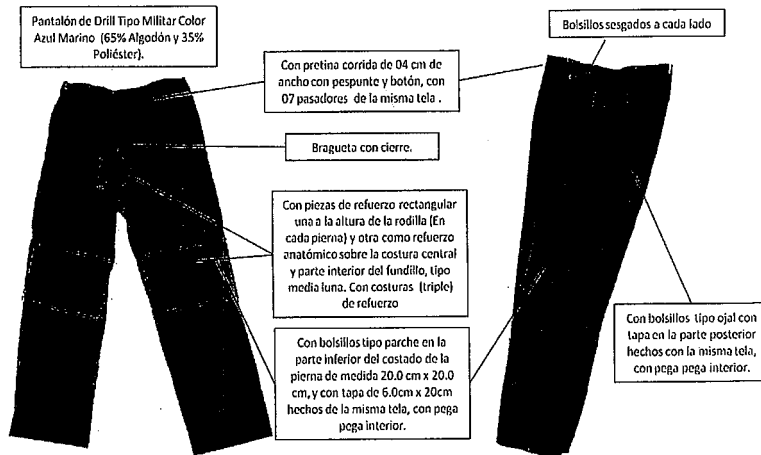 Pantalón de Drill Tipo Militar Color
Azul Marino (65% Algodón y 35%
Poliéster).
Bolsillos sesgados a cada lado
Con pretina corrida de 04 cm de
ancho con pespunte y botón, con
07 pasadores de la misma tela .
Bragueta con cierre.
Con piezas de refuerzo rectangular
una a la altura de la rodilla (En
cada pierna) y otra como refuerzo
anatómico sobre la costura central
y parte interior del fundillo, tipo
media luna. Con costuras (triple)
de refuerzo
Con bolsillos tipo parche en la
parte inferior del costado de la
pierna de medida 20.0 cm x 20.0
cm, y con tapa de 6.0cm x 20cm
hechos de la misma tela, con pega
pega interior.
Con bolsillos tipo ojal con
tapa en la parte posterior
hechos con la misma tela,
con pega pega interior.